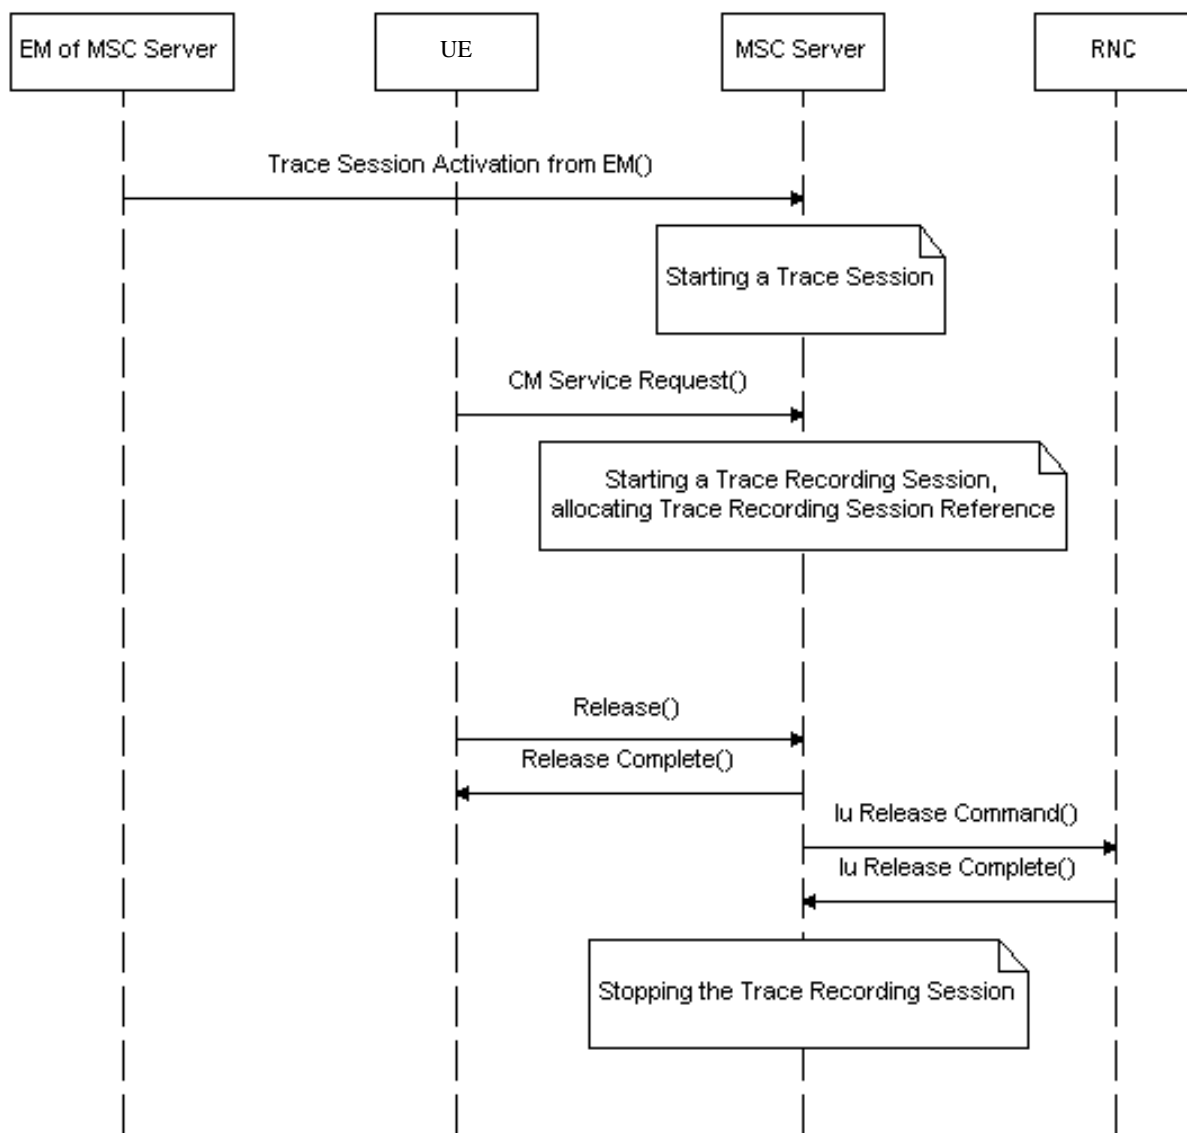 EM of MSC Server
UE
MSC Server
RNC
Trace Session Activation from EM()
Starting a Trace Session
CM Service Request()
Starting a Trace Recording Session,
allocating Trace Recording Session Reference
Release()
Release Complete()
Iu Release Command()
Iu Release Complete()
Stopping the Trace Recording Session